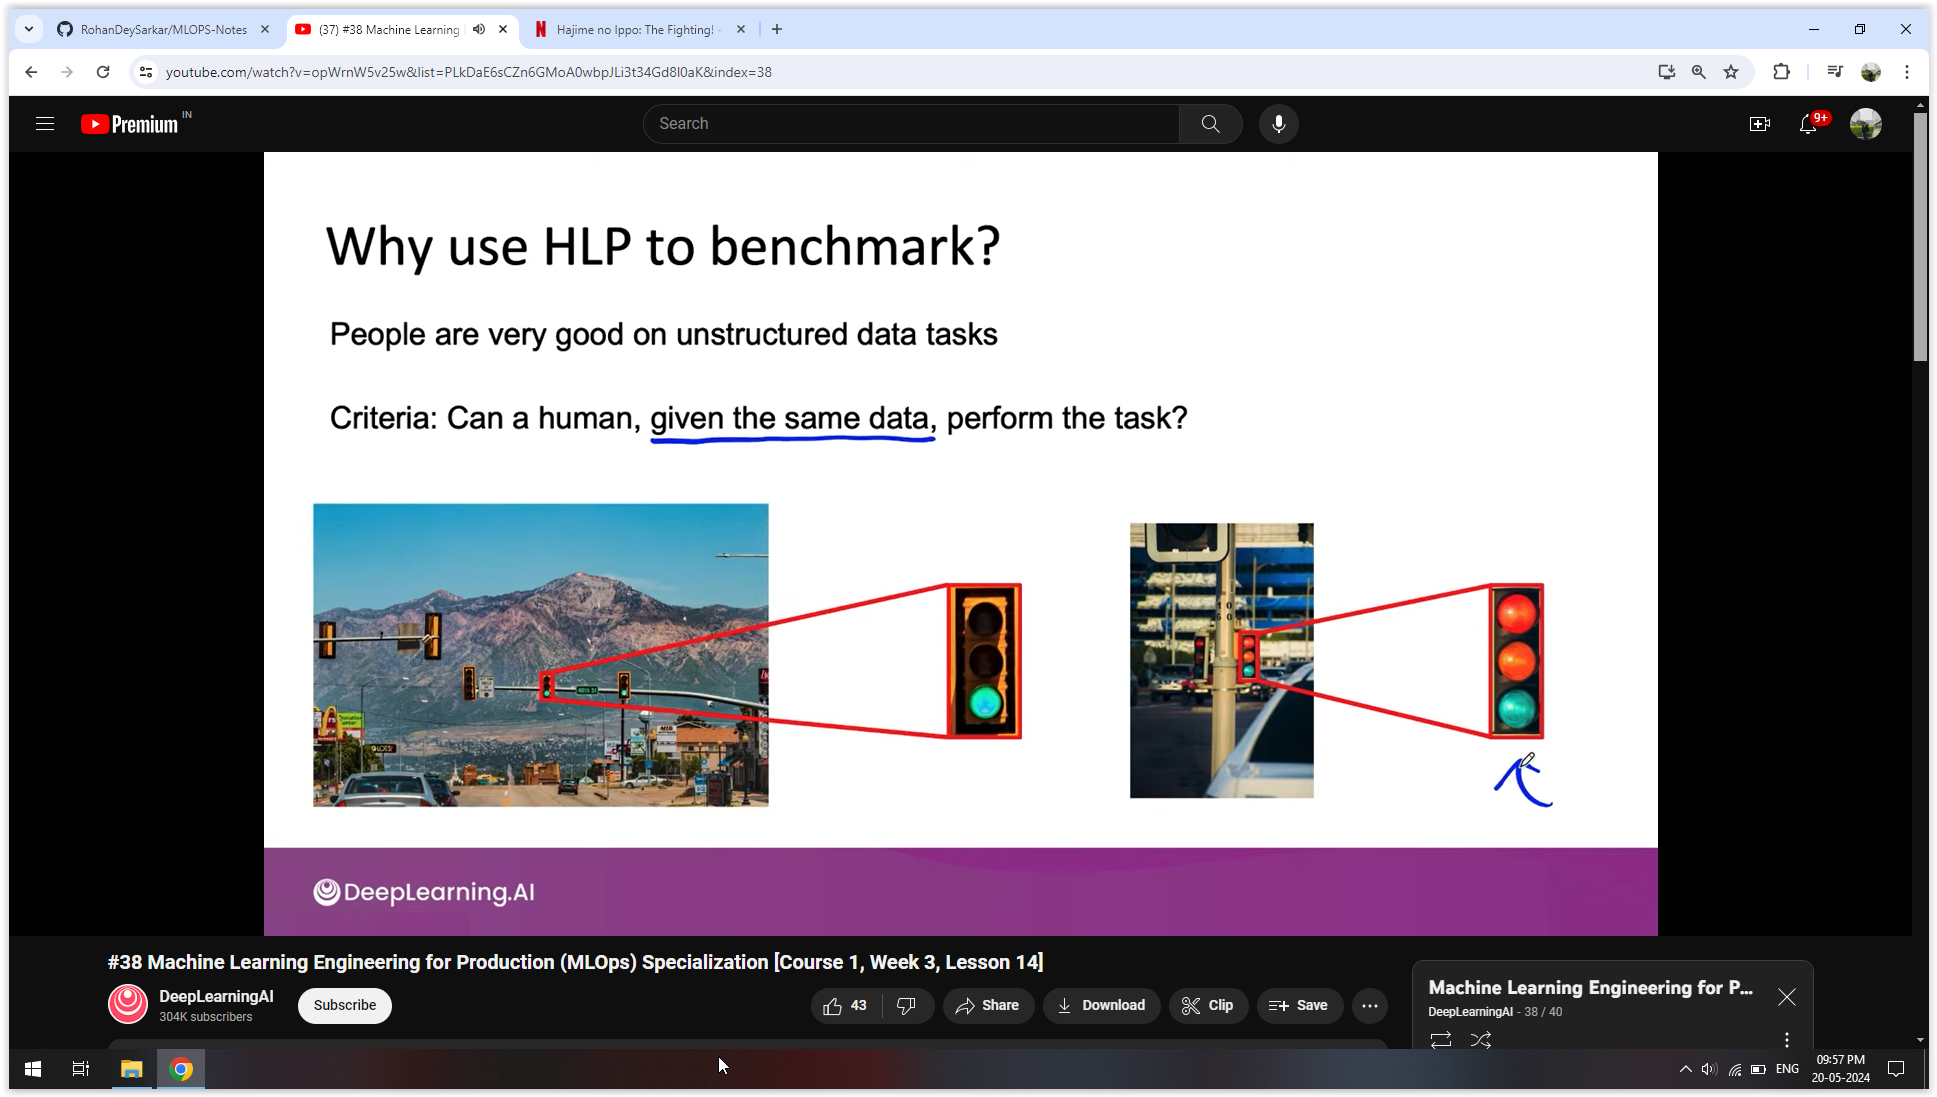 RohanDeySarkar/MLOPS-Notes
(37) #38 Machine Learning
Hajime no Ippo: The Fighting! -
youtube.com/watch?v=opWrnW5v25w&list=PLkDaE6sCZn6GMoA0wbpJLi3t34Gd8l0aK&index=38
Premium IN
Search
9+
Why use HLP to benchmark?
People are very good on unstructured data tasks
Criteria: Can a human, given the same data, perform the task?
DeepLearning.AI
#38 Machine Learning Engineering for Production (MLOps) Specialization [Course 1, Week 3, Lesson 14]
DeepLearningAI
304K subscribers
Subscribe
43
Share
Download
Clip
Save
Machine Learning Engineering for P...
DeepLearningAI - 38 / 40
ENG
09:57 PM
20-05-2024